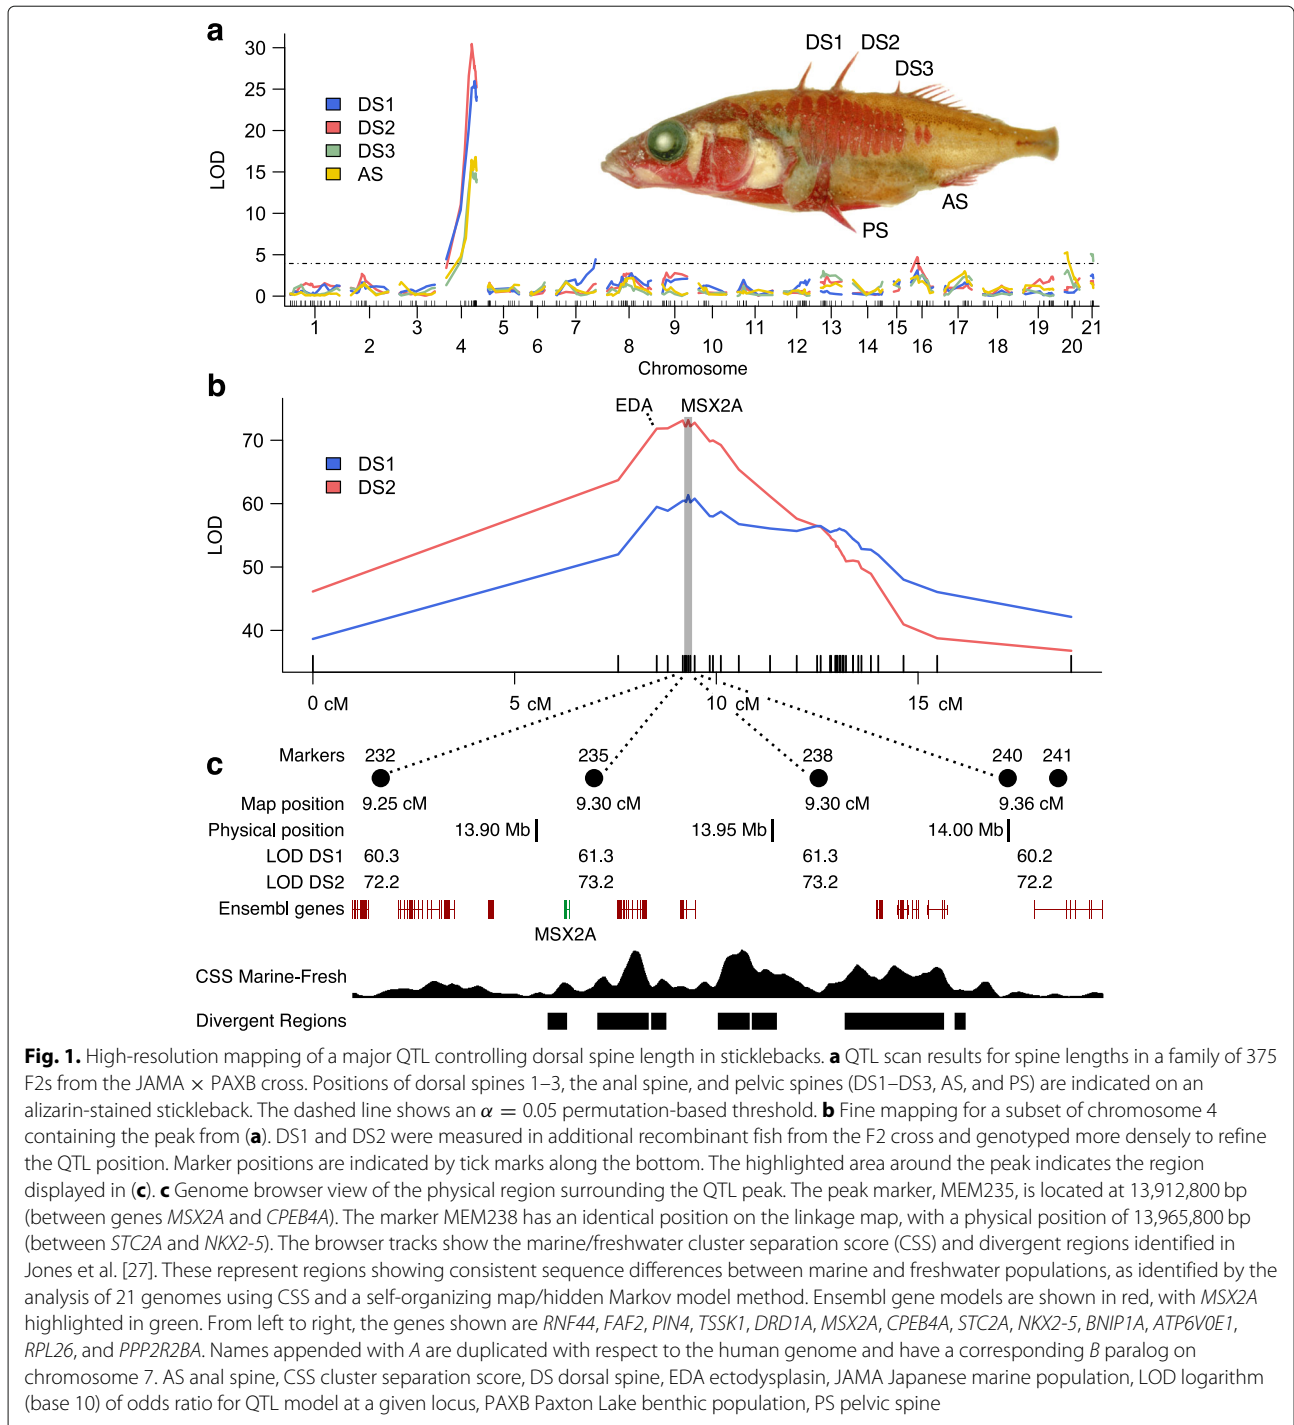 a
30
25
20
15
10
5
0
LOD
DS1
DS2
DS3
AS
DS1 DS2
DS3
AS
PS
1 3 5 7 9 11 13 15 17 19 21
2 4 6 8 10 12 14 16 18 20
Chromosome
b
EDA MSX2A
70
60
50
40
LOD
DS1
DS2
0 cM 5 cM 10 cM 15 cM
c
Markers 232 235 238 240 241
Map position 9.25 cM 9.30 cM 9.30 cM 9.36 cM
Physical position 13.90 Mb 13.95 Mb 14.00 Mb
LOD DS1 60.3 61.3 61.3 60.2
LOD DS2 72.2 73.2 73.2 72.2
Ensembl genes
MSX2A
CSS Marine-Fresh
Divergent Regions
Fig. 1. High-resolution mapping of a major QTL controlling dorsal spine length in sticklebacks. a QTL scan results for spine lengths in a family of 375
F2s from the JAMA × PAXB cross. Positions of dorsal spines 1–3, the anal spine, and pelvic spines (DS1–DS3, AS, and PS) are indicated on an
alizarin-stained stickleback. The dashed line shows an α = 0.05 permutation-based threshold. b Fine mapping for a subset of chromosome 4
containing the peak from (a). DS1 and DS2 were measured in additional recombinant fish from the F2 cross and genotyped more densely to refine
the QTL position. Marker positions are indicated by tick marks along the bottom. The highlighted area around the peak indicates the region
displayed in (c). c Genome browser view of the physical region surrounding the QTL peak. The peak marker, MEM235, is located at 13,912,800 bp
(between genes MSX2A and CPEB4A). The marker MEM238 has an identical position on the linkage map, with a physical position of 13,965,800 bp
(between STC2A and NKX2-5). The browser tracks show the marine/freshwater cluster separation score (CSS) and divergent regions identified in
Jones et al. [27]. These represent regions showing consistent sequence differences between marine and freshwater populations, as identified by the
analysis of 21 genomes using CSS and a self-organizing map/hidden Markov model method. Ensembl gene models are shown in red, with MSX2A
highlighted in green. From left to right, the genes shown are RNF44, FAF2, PIN4, TSSK1, DRD1A, MSX2A, CPEB4A, STC2A, NKX2-5, BNIP1A, ATP6V0E1,
RPL26, and PPP2R2BA. Names appended with A are duplicated with respect to the human genome and have a corresponding B paralog on
chromosome 7. AS anal spine, CSS cluster separation score, DS dorsal spine, EDA ectodysplasin, JAMA Japanese marine population, LOD logarithm
(base 10) of odds ratio for QTL model at a given locus, PAXB Paxton Lake benthic population, PS pelvic spine